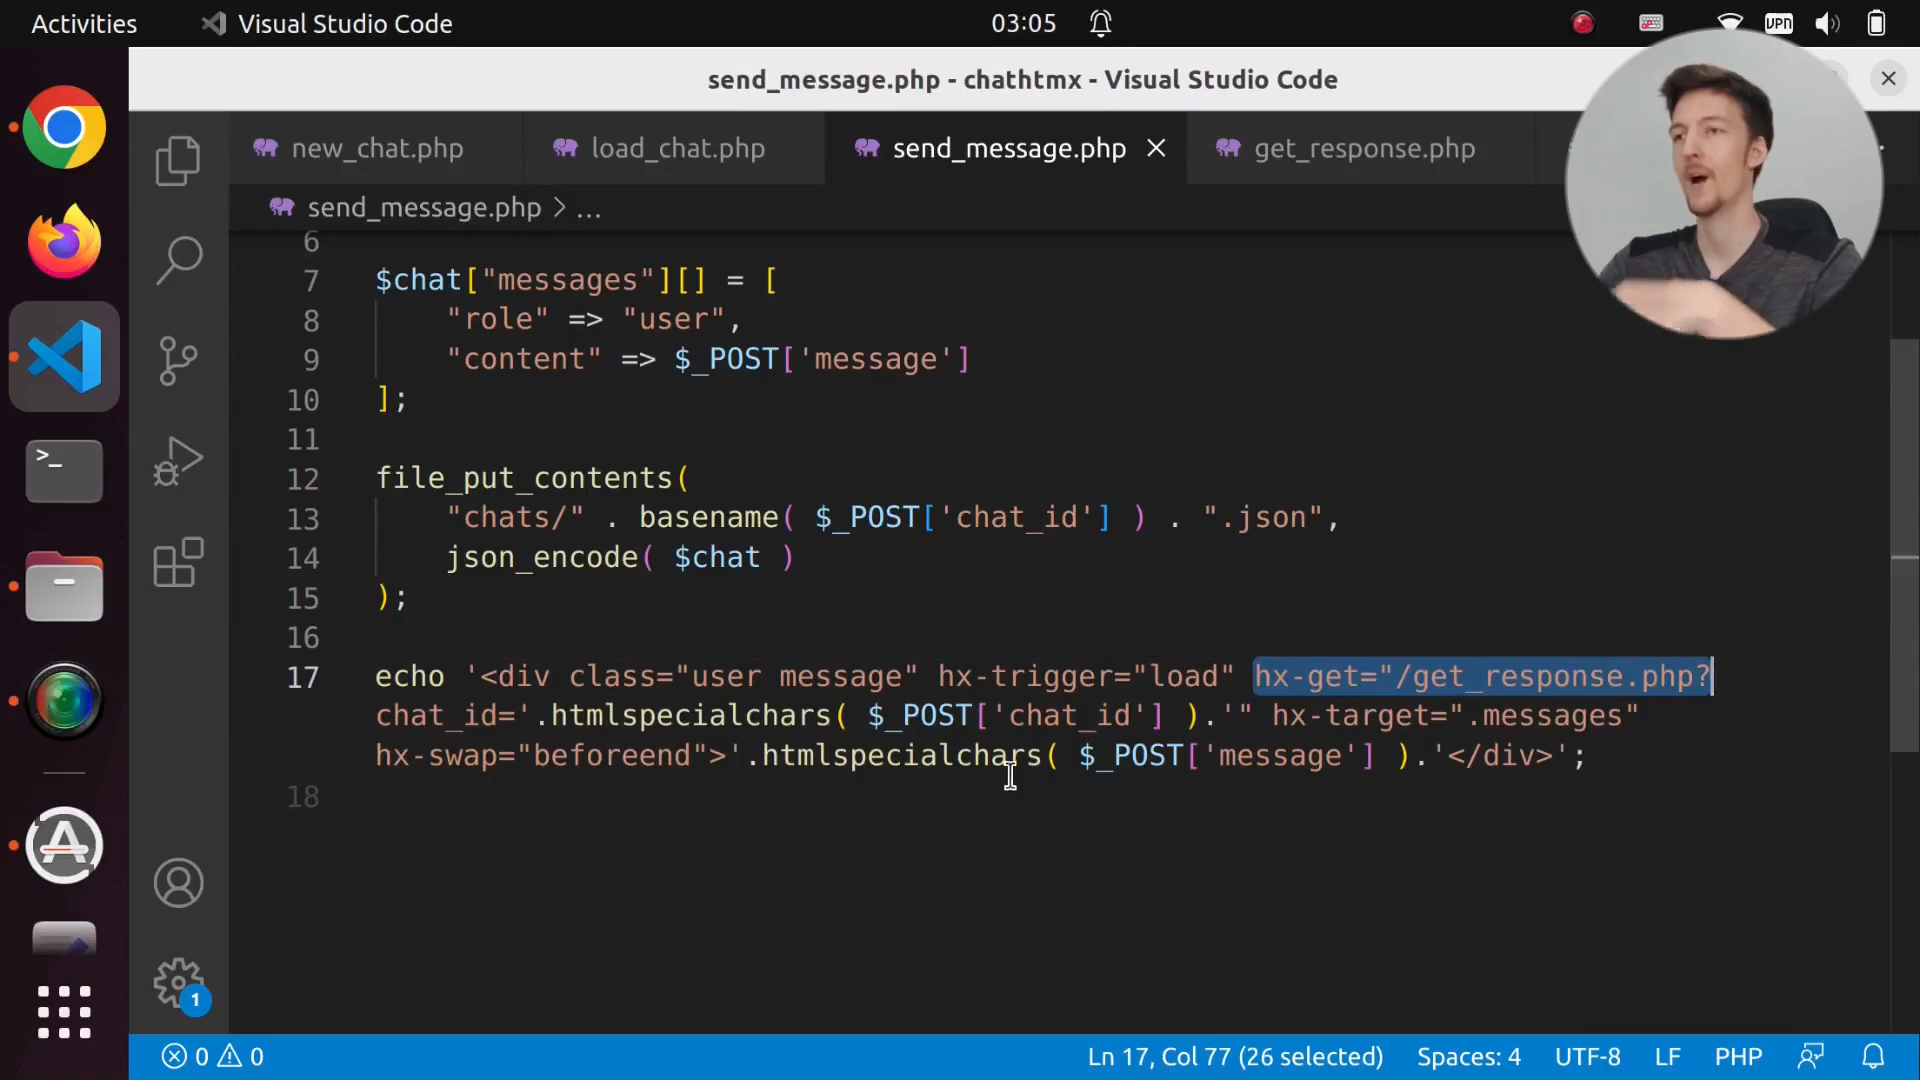 Activities
Visual Studio Code
03:05
VPN
send_message.php - chathtmx - Visual Studio Code
new_chat.php
load_chat.php
send_message.php
get_response.php
send_message.php > ...
6
7 $chat["messages"][] = [
8 "role" => "user",
9 "content" => $_POST['message']
10 ];
11
12 file_put_contents(
13 "chats/" . basename( $_POST['chat_id'] ) . ".json",
14 json_encode( $chat )
15 );
16
17 echo '<div class="user message" hx-trigger="load" hx-get="/get_response.php?
chat_id='.htmlspecialchars( $_POST['chat_id'] ).'" hx-target=".messages"
hx-swap="beforeend">'.htmlspecialchars( $_POST['message'] ).'</div>';
18
1
0 0
Ln 17, Col 77 (26 selected)
Spaces: 4
UTF-8
LF
PHP